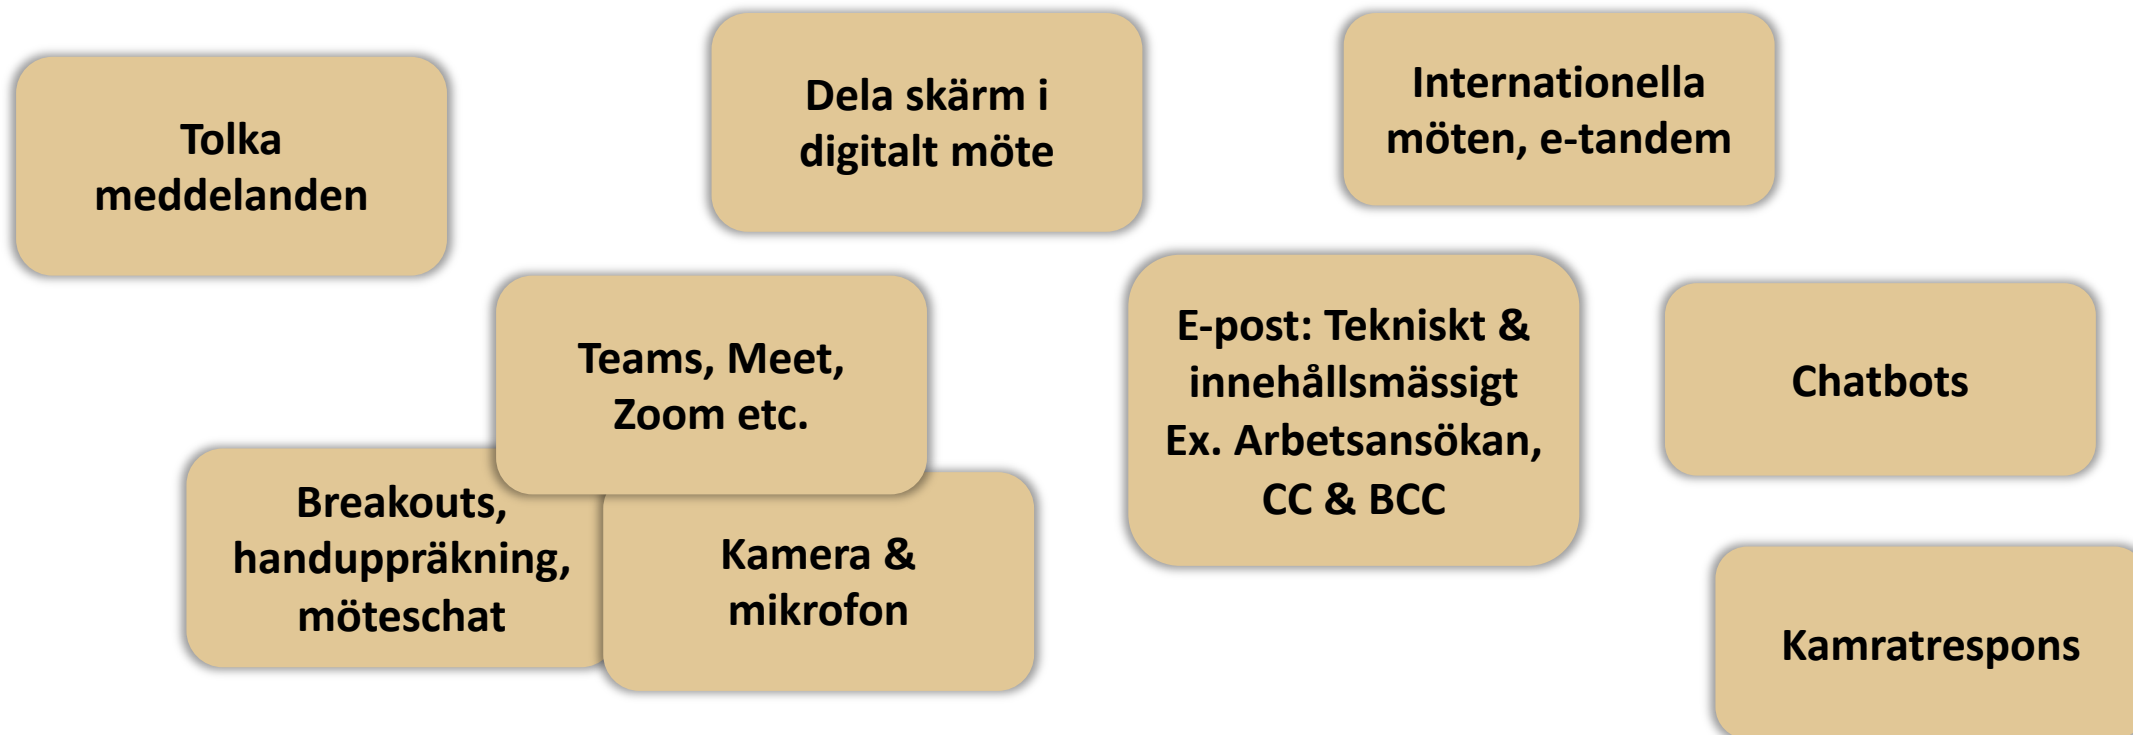 Tolka
meddelanden
Dela skärm i
digitalt möte
Internationella
möten, e-tandem
Teams, Meet,
Zoom etc.
E-post: Tekniskt &
innehållsmässigt
Ex. Arbetsansökan,
CC & BCC
Chatbots
Breakouts,
handuppräkning,
möteschat
Kamera &
mikrofon
Kamratrespons